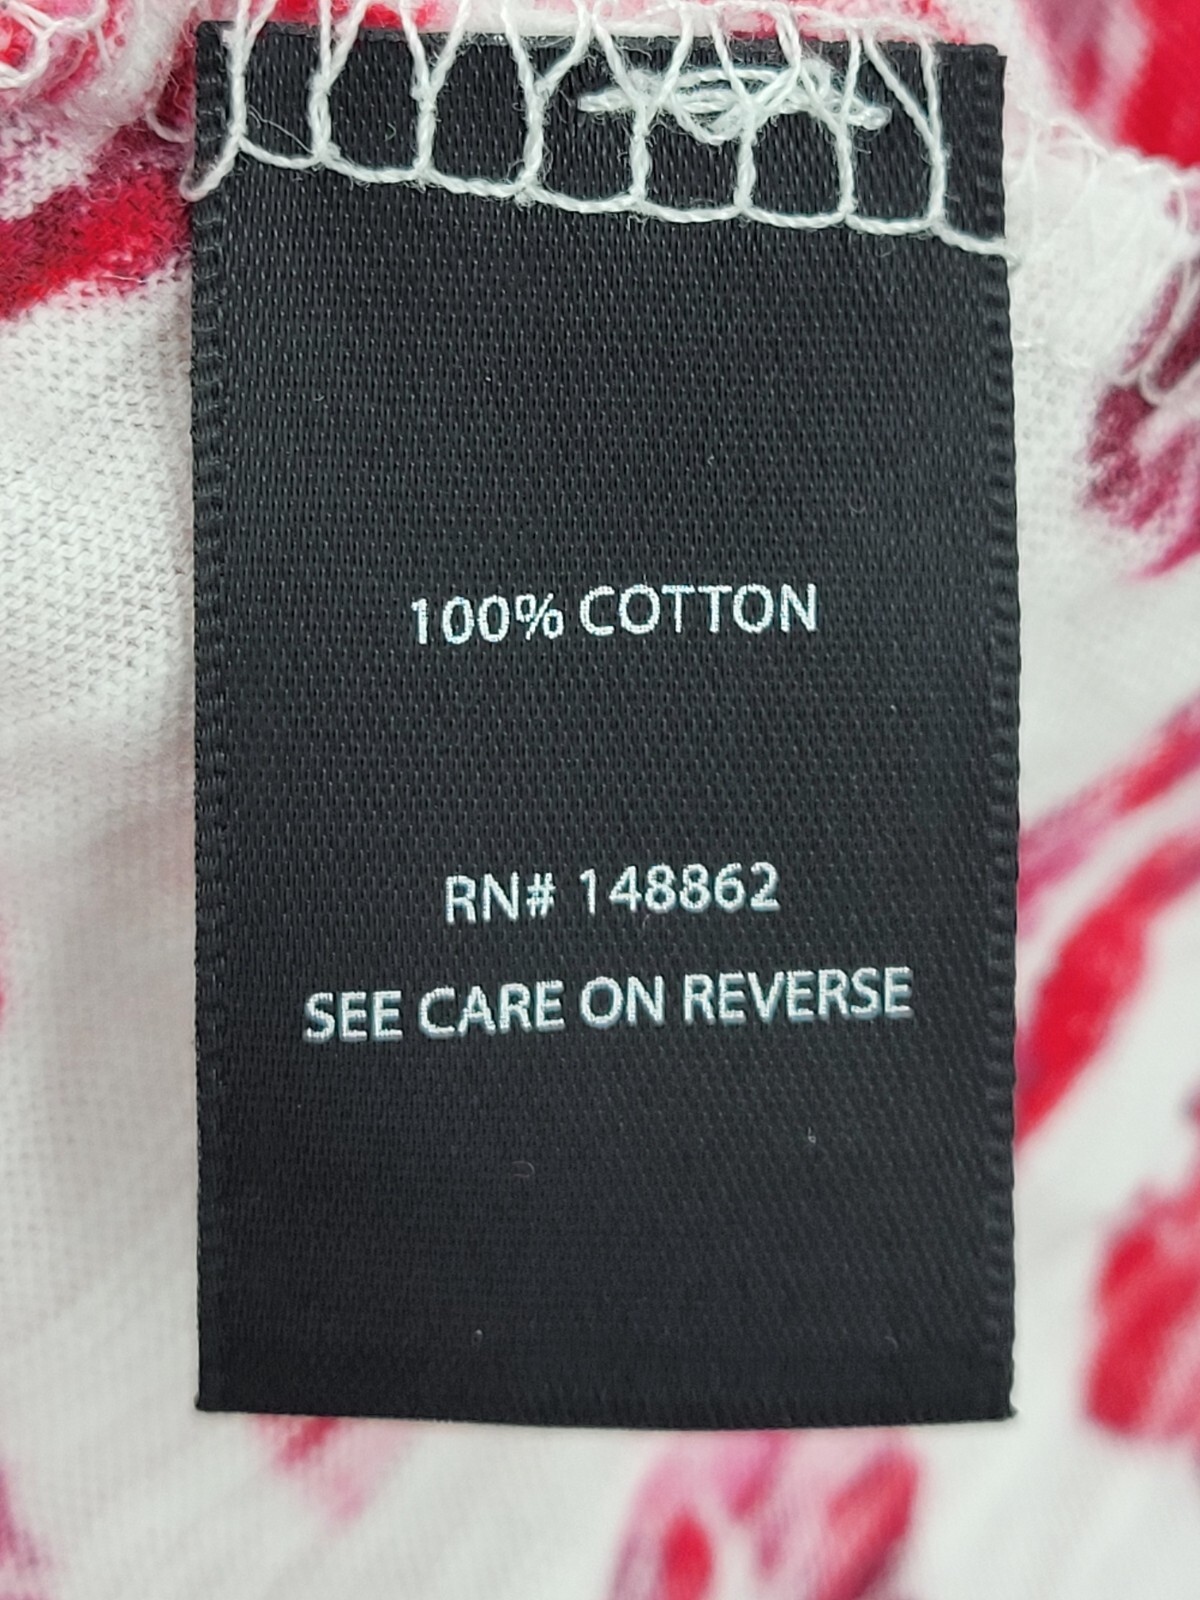 100% COTTON
RN# 148862
SEE CARE ON REVERSE